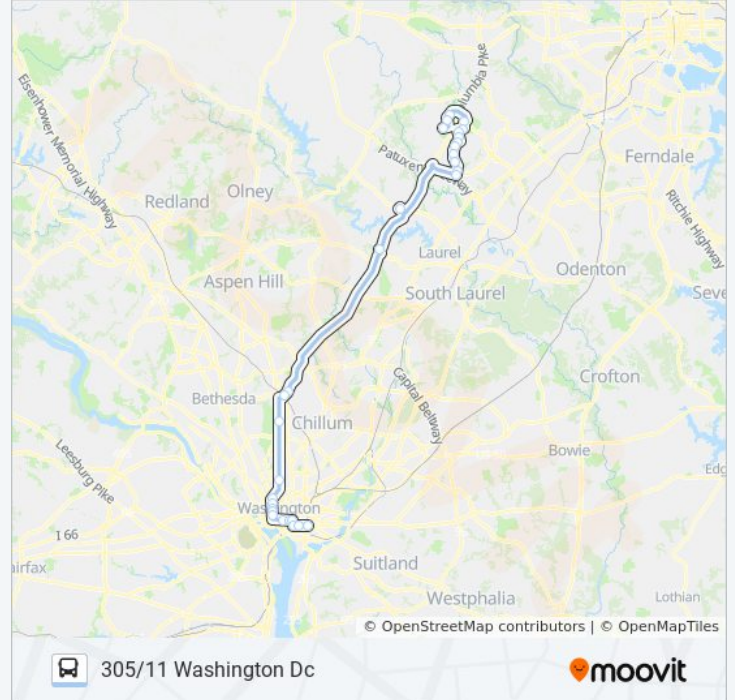 Columbia Pike
Eisenhower Memorial Highway
Patuxent Freeway
Ferndale
Olney
Redland
Ritchie Highway
Laurel
Odenton
Aspen Hill
South Laurel
Seve
Crofton
Bethesda
Capital Beltway
Chillum
Leesburg Pike
Bowie
Edg
Washington
I 66
airfax
Suitland
Westphalia
Lothian
© OpenStreetMap contributors | © OpenMapTiles
305/11 Washington Dc
moovit